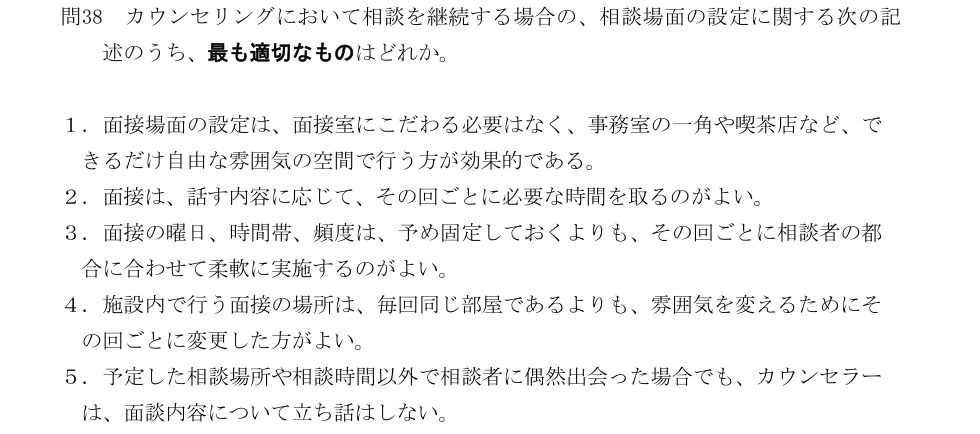 問38　カウンセリングにおいて相談を継続する場合の、相談場面の設定に関する次の記
述のうち、最も適切なものはどれか。
１．面接場面の設定は、面接室にこだわる必要はなく、事務室の一角や喫茶店など、で
きるだけ自由な雰囲気の空間で行う方が効果的である。
２．面接は、話す内容に応じて、その回ごとに必要な時間を取るのがよい。
３．面接の曜日、時間帯、頻度は、予め固定しておくよりも、その回ごとに相談者の都
合に合わせて柔軟に実施するのがよい。
４．施設内で行う面接の場所は、毎回同じ部屋であるよりも、雰囲気を変えるためにそ
の回ごとに変更した方がよい。
５．予定した相談場所や相談時間以外で相談者に偶然出会った場合でも、カウンセラー
は、面談内容について立ち話はしない。